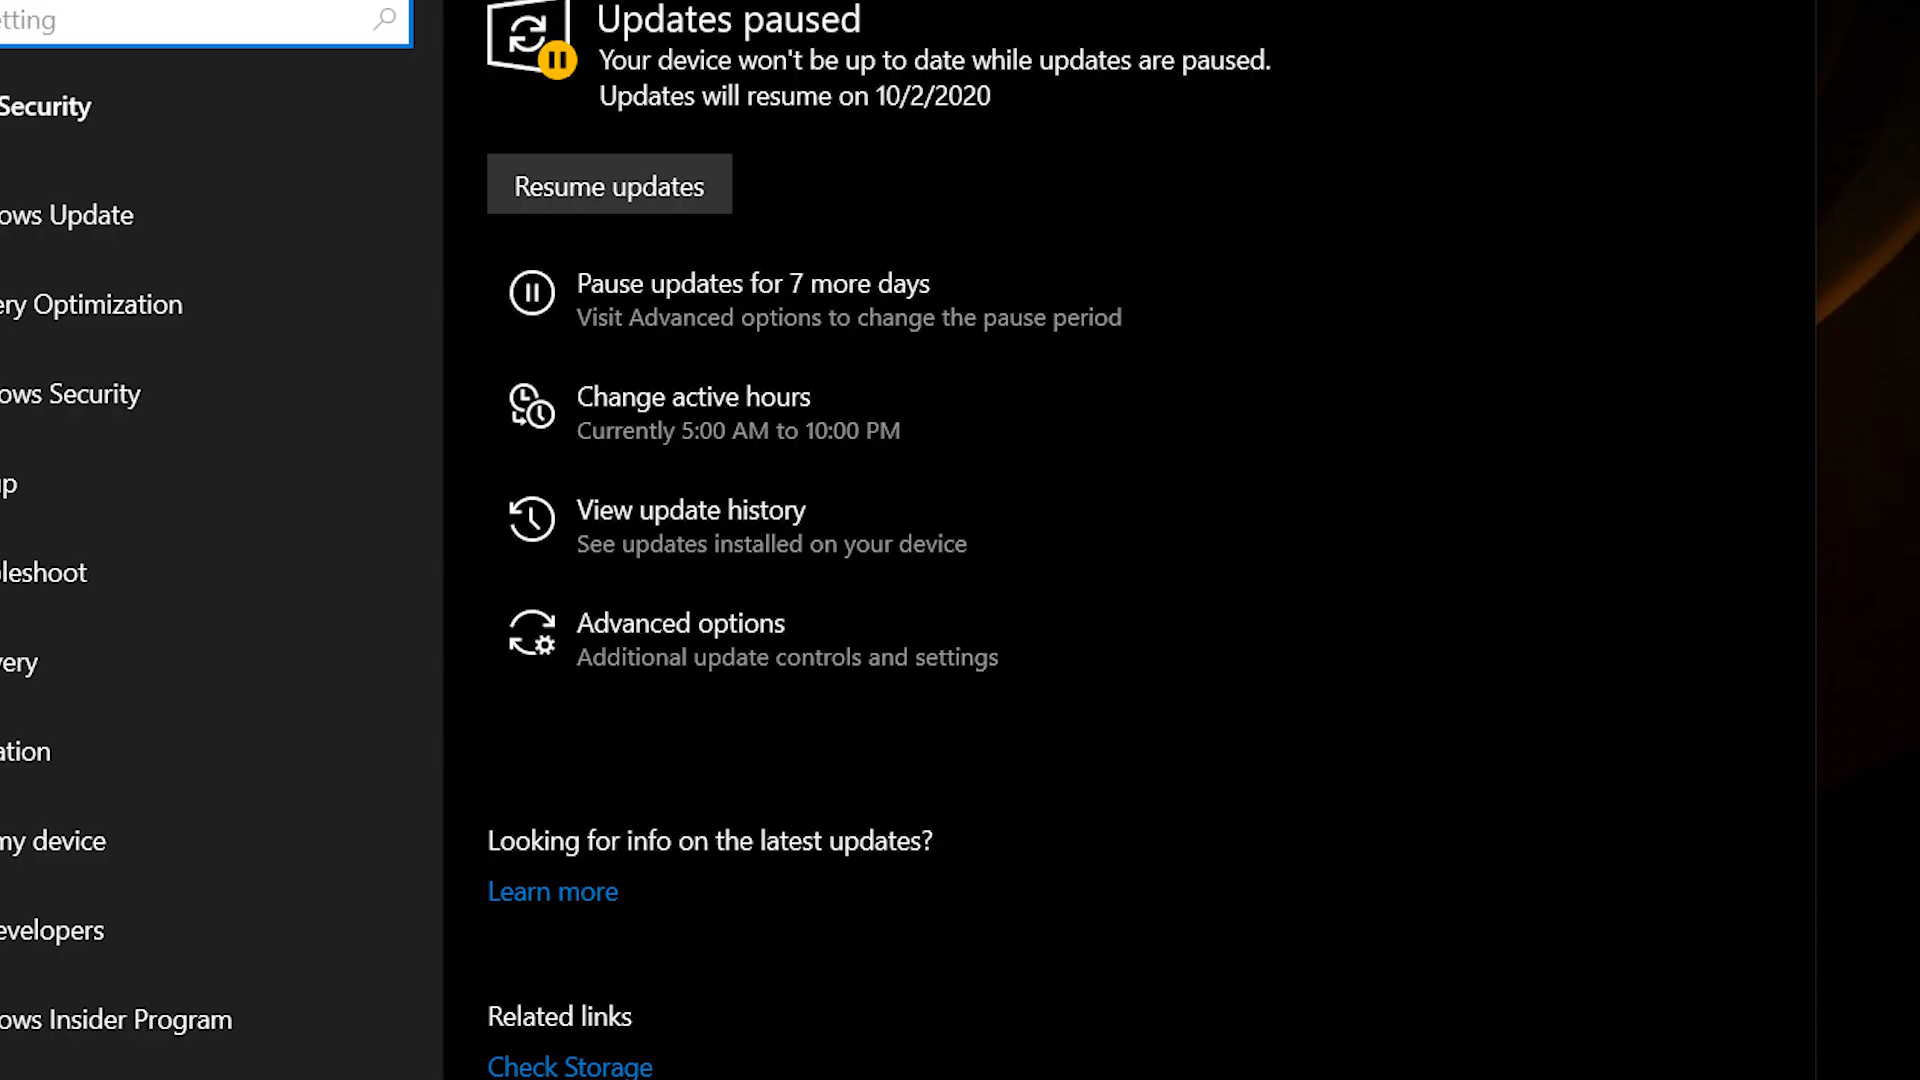 etting
Security
ows Update
ery Optimization
ows Security
up
leshoot
very
ation
my device
evelopers
ows Insider Program
Updates paused
Your device won't be up to date while updates are paused.
Updates will resume on 10/2/2020
Resume updates
Pause updates for 7 more days
Visit Advanced options to change the pause period
Change active hours
Currently 5:00 AM to 10:00 PM
View update history
See updates installed on your device
Advanced options
Additional update controls and settings
Looking for info on the latest updates?
Learn more
Related links
Check Storage